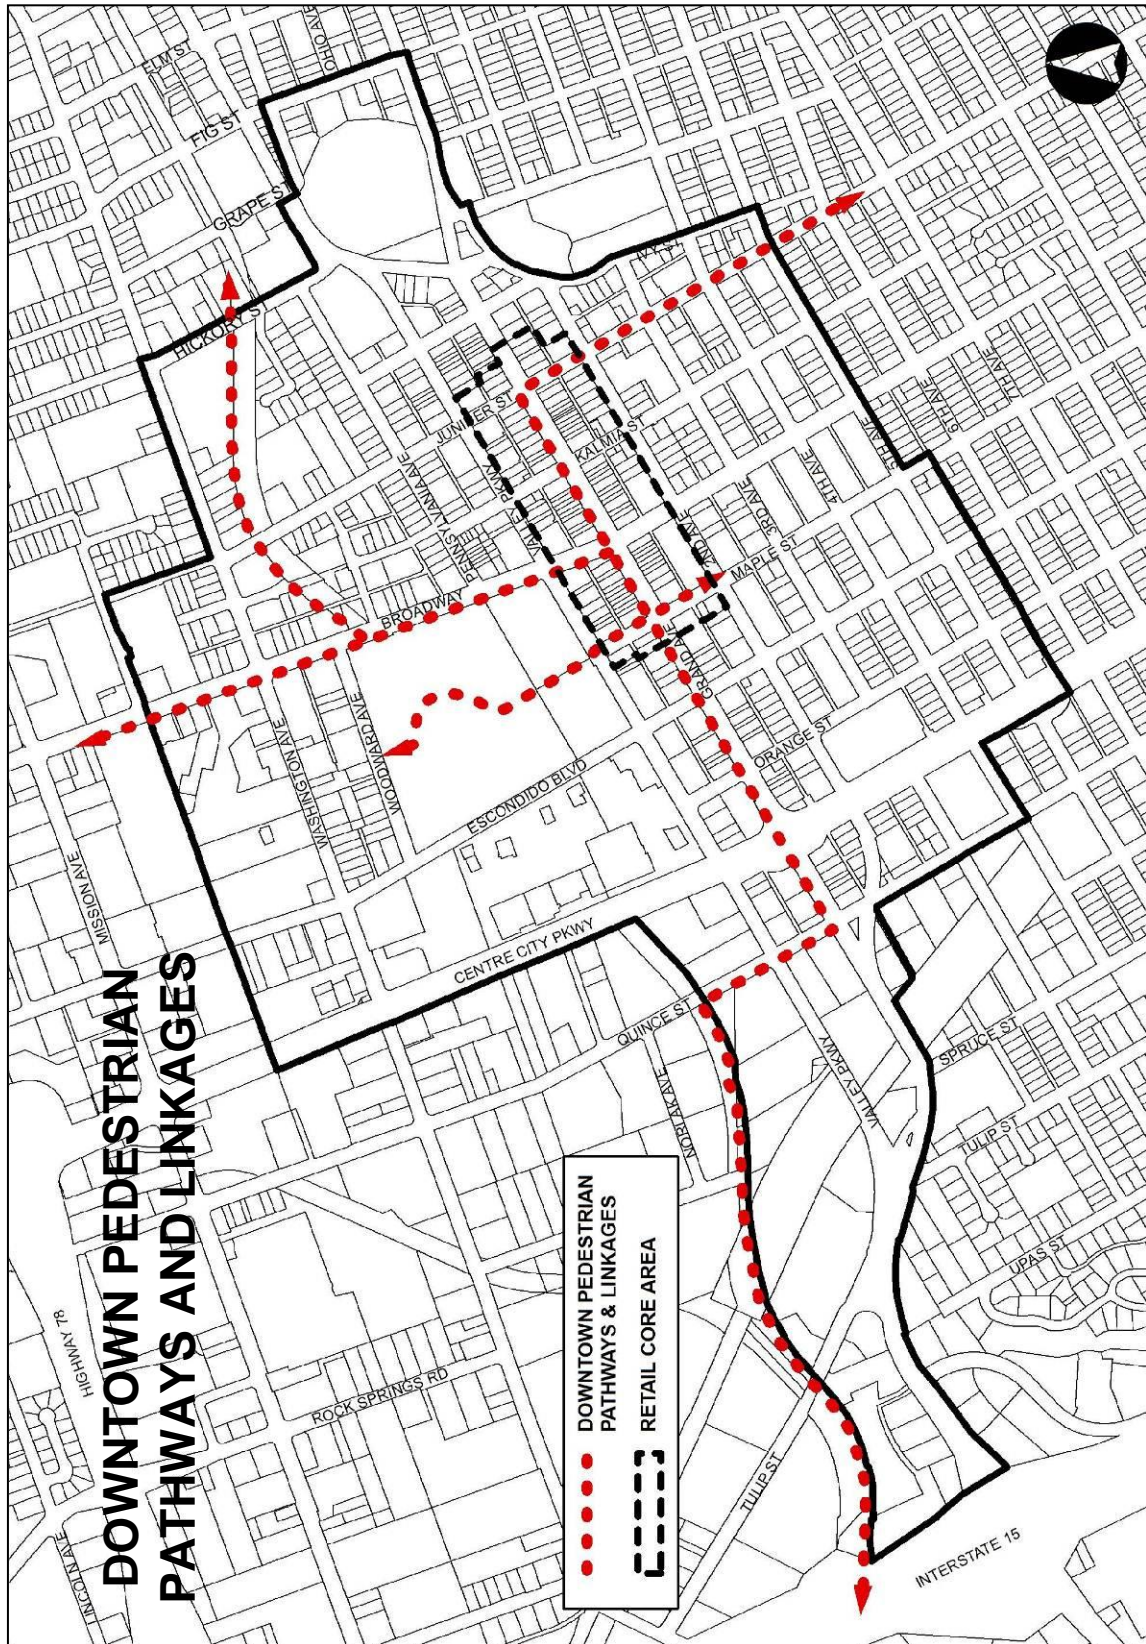 DOWNTOWN PEDESTRIAN
PATHWAYS AND LINKAGES
HIGHWAY 78
LINCOLN AVE
ROCK SPRINGS RD
MISSION AVE
WASHINGTON AVE
WOODWARD AVE
BROADWAY
ESCONDIDO BLVD
CENTRE CITY PKWY
ELM ST
OHIO AVE
FIG ST
GRAPE ST
HICKORY ST
IVY ST
JUNIPER ST
KALMIA ST
PENNSYLVANIA AVE
VALLEY PKWY
GRAND AVE
2ND AVE
3RD AVE
4TH AVE
5TH AVE
6TH AVE
7TH AVE
MAPLE ST
ORANGE ST
QUINCE ST
NORLAK AVE
VALLEY PKWY
SPRUCE ST
TULIP ST
UPAS ST
TULIP ST
INTERSTATE 15
DOWNTOWN PEDESTRIAN
PATHWAYS & LINKAGES
RETAIL CORE AREA